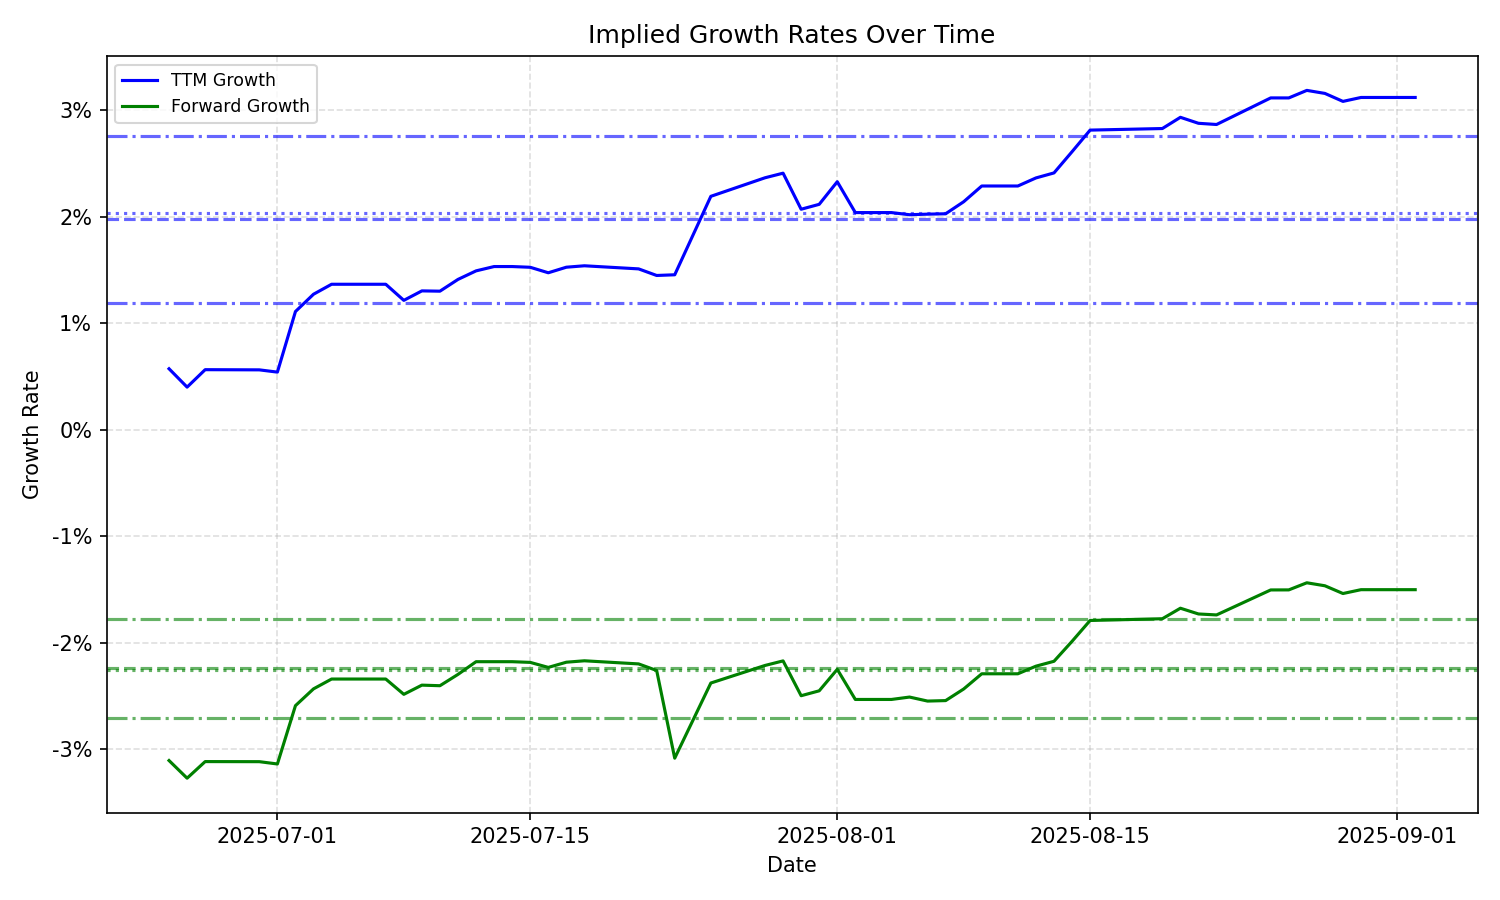 Implied Growth Rates Over Time
TTM Growth
Forward Growth
Growth Rate
3%
2%
1%
0%
-1%
-2%
-3%
2025-07-01
2025-07-15
2025-08-01
2025-08-15
2025-09-01
Date